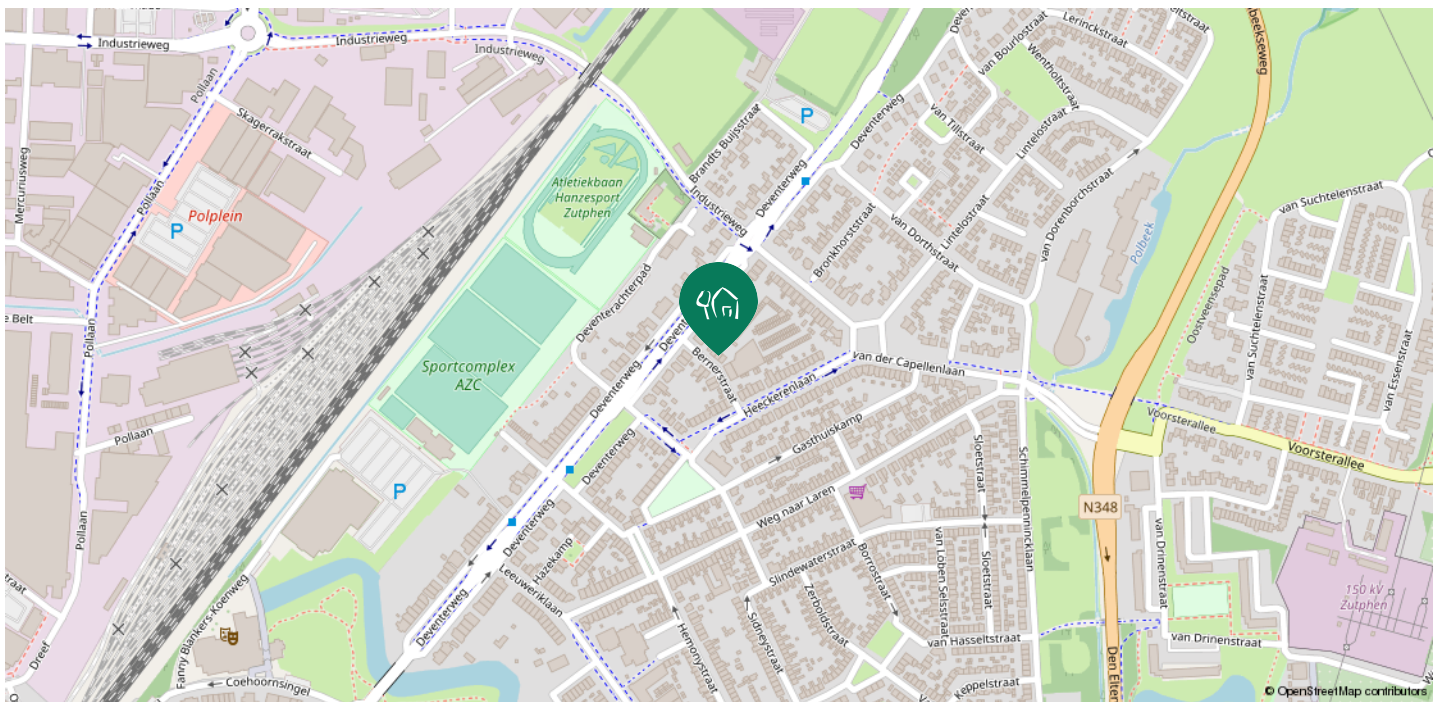 Industrieweg
Industrieweg
Industrieweg
Pollaan
Skagerrakstraat
Mercuriusweg
Pollaan
Polplein
P
Pollaan
Pollaan
Pollaan
Dreef
Atletiekbaan
Hanzesport
Zutphen
Brandts Buijsstraat
Industrieweg
P
Deventerweg
Deventerweg
van Bourlostraat
Lerinckstraat
Wentholtstraat
van Tillstraat
Lintelostraat
Lintelostraat
van Dorenborchstraat
van Dorthstraat
Bronkhorststraat
Polbeek
van Suchtelenstraat
Oostveensepad
van Suchtelenstraat
van Essenstraat
Deventerachterpad
Sportcomplex
AZC
Deventerweg
Deventerweg
Bernerstraat
van der Capellenlaan
Heeckerenlaan
Gasthuiskamp
Voorsterallee
Voorsterallee
Deventerweg
P
Weg naar Laren
Sloetstraat
Schimmelpennincklaan
N348
Deventerweg
Hazekamp
Leeuweriklaan
Slindewaterstraat
Borrostraat
van Loben Selsstraat
Sloetstraat
van Drinenstraat
Zerboldstraat
150 kV
Zutphen
Deventerweg
Fanny Blankers-Koenweg
Hemonystraat
Sidneystraat
van Hasseltstraat
van Drinenstraat
Coehoornsingel
Keppelstraat
Den Elter
© OpenStreetMap contributors